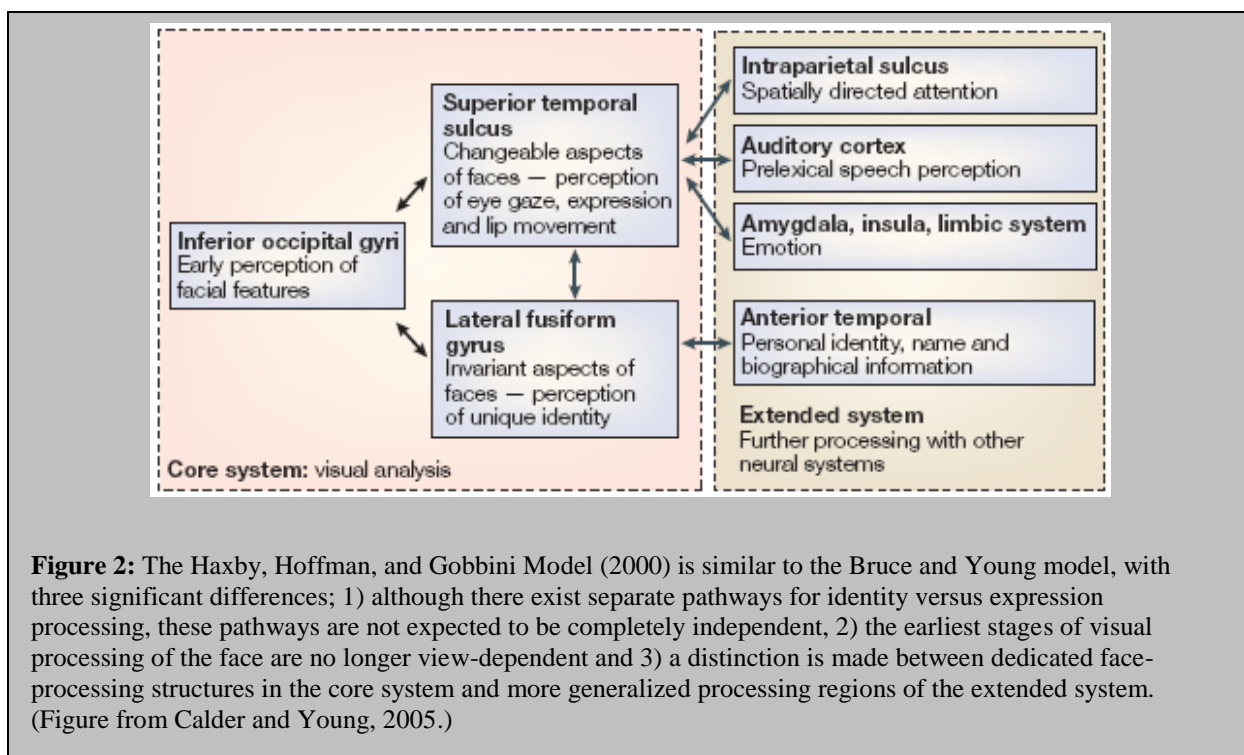 Inferior occipital gyri
Early perception of
facial features
Superior temporal
sulcus
Changeable aspects
of faces — perception
of eye gaze, expression
and lip movement
Lateral fusiform
gyrus
Invariant aspects of
faces — perception
of unique identity
Core system: visual analysis
Intraparietal sulcus
Spatially directed attention
Auditory cortex
Prelexical speech perception
Amygdala, insula, limbic system
Emotion
Anterior temporal
Personal identity, name and
biographical information
Extended system
Further processing with other
neural systems
Figure 2: The Haxby, Hoffman, and Gobbini Model (2000) is similar to the Bruce and Young model, with
three significant differences; 1) although there exist separate pathways for identity versus expression
processing, these pathways are not expected to be completely independent, 2) the earliest stages of visual
processing of the face are no longer view-dependent and 3) a distinction is made between dedicated face-
processing structures in the core system and more generalized processing regions of the extended system.
(Figure from Calder and Young, 2005.)